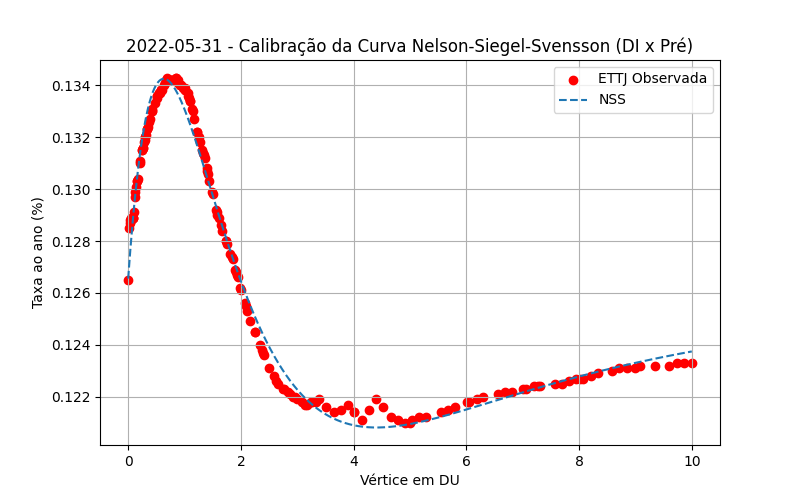 2022-05-31 - Calibração da Curva Nelson-Siegel-Svensson (DI x Pré)
ETTJ Observada
NSS
Taxa ao ano (%)
0.134
0.132
0.130
0.128
0.126
0.124
0.122
0
2
4
6
8
10
Vértice em DU